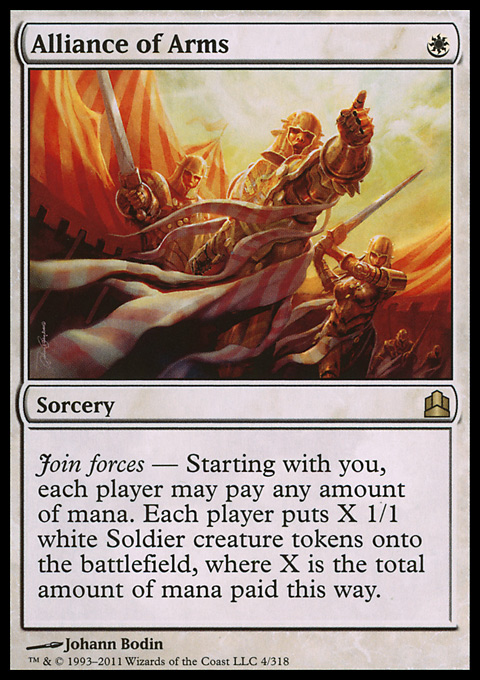 Alliance of Arms
Sorcery
Join forces — Starting with you,
each player may pay any amount
of mana. Each player puts X 1/1
white Soldier creature tokens onto
the battlefield, where X is the total
amount of mana paid this way.
Johann Bodin
™ & © 1993–2011 Wizards of the Coast LLC 4/318